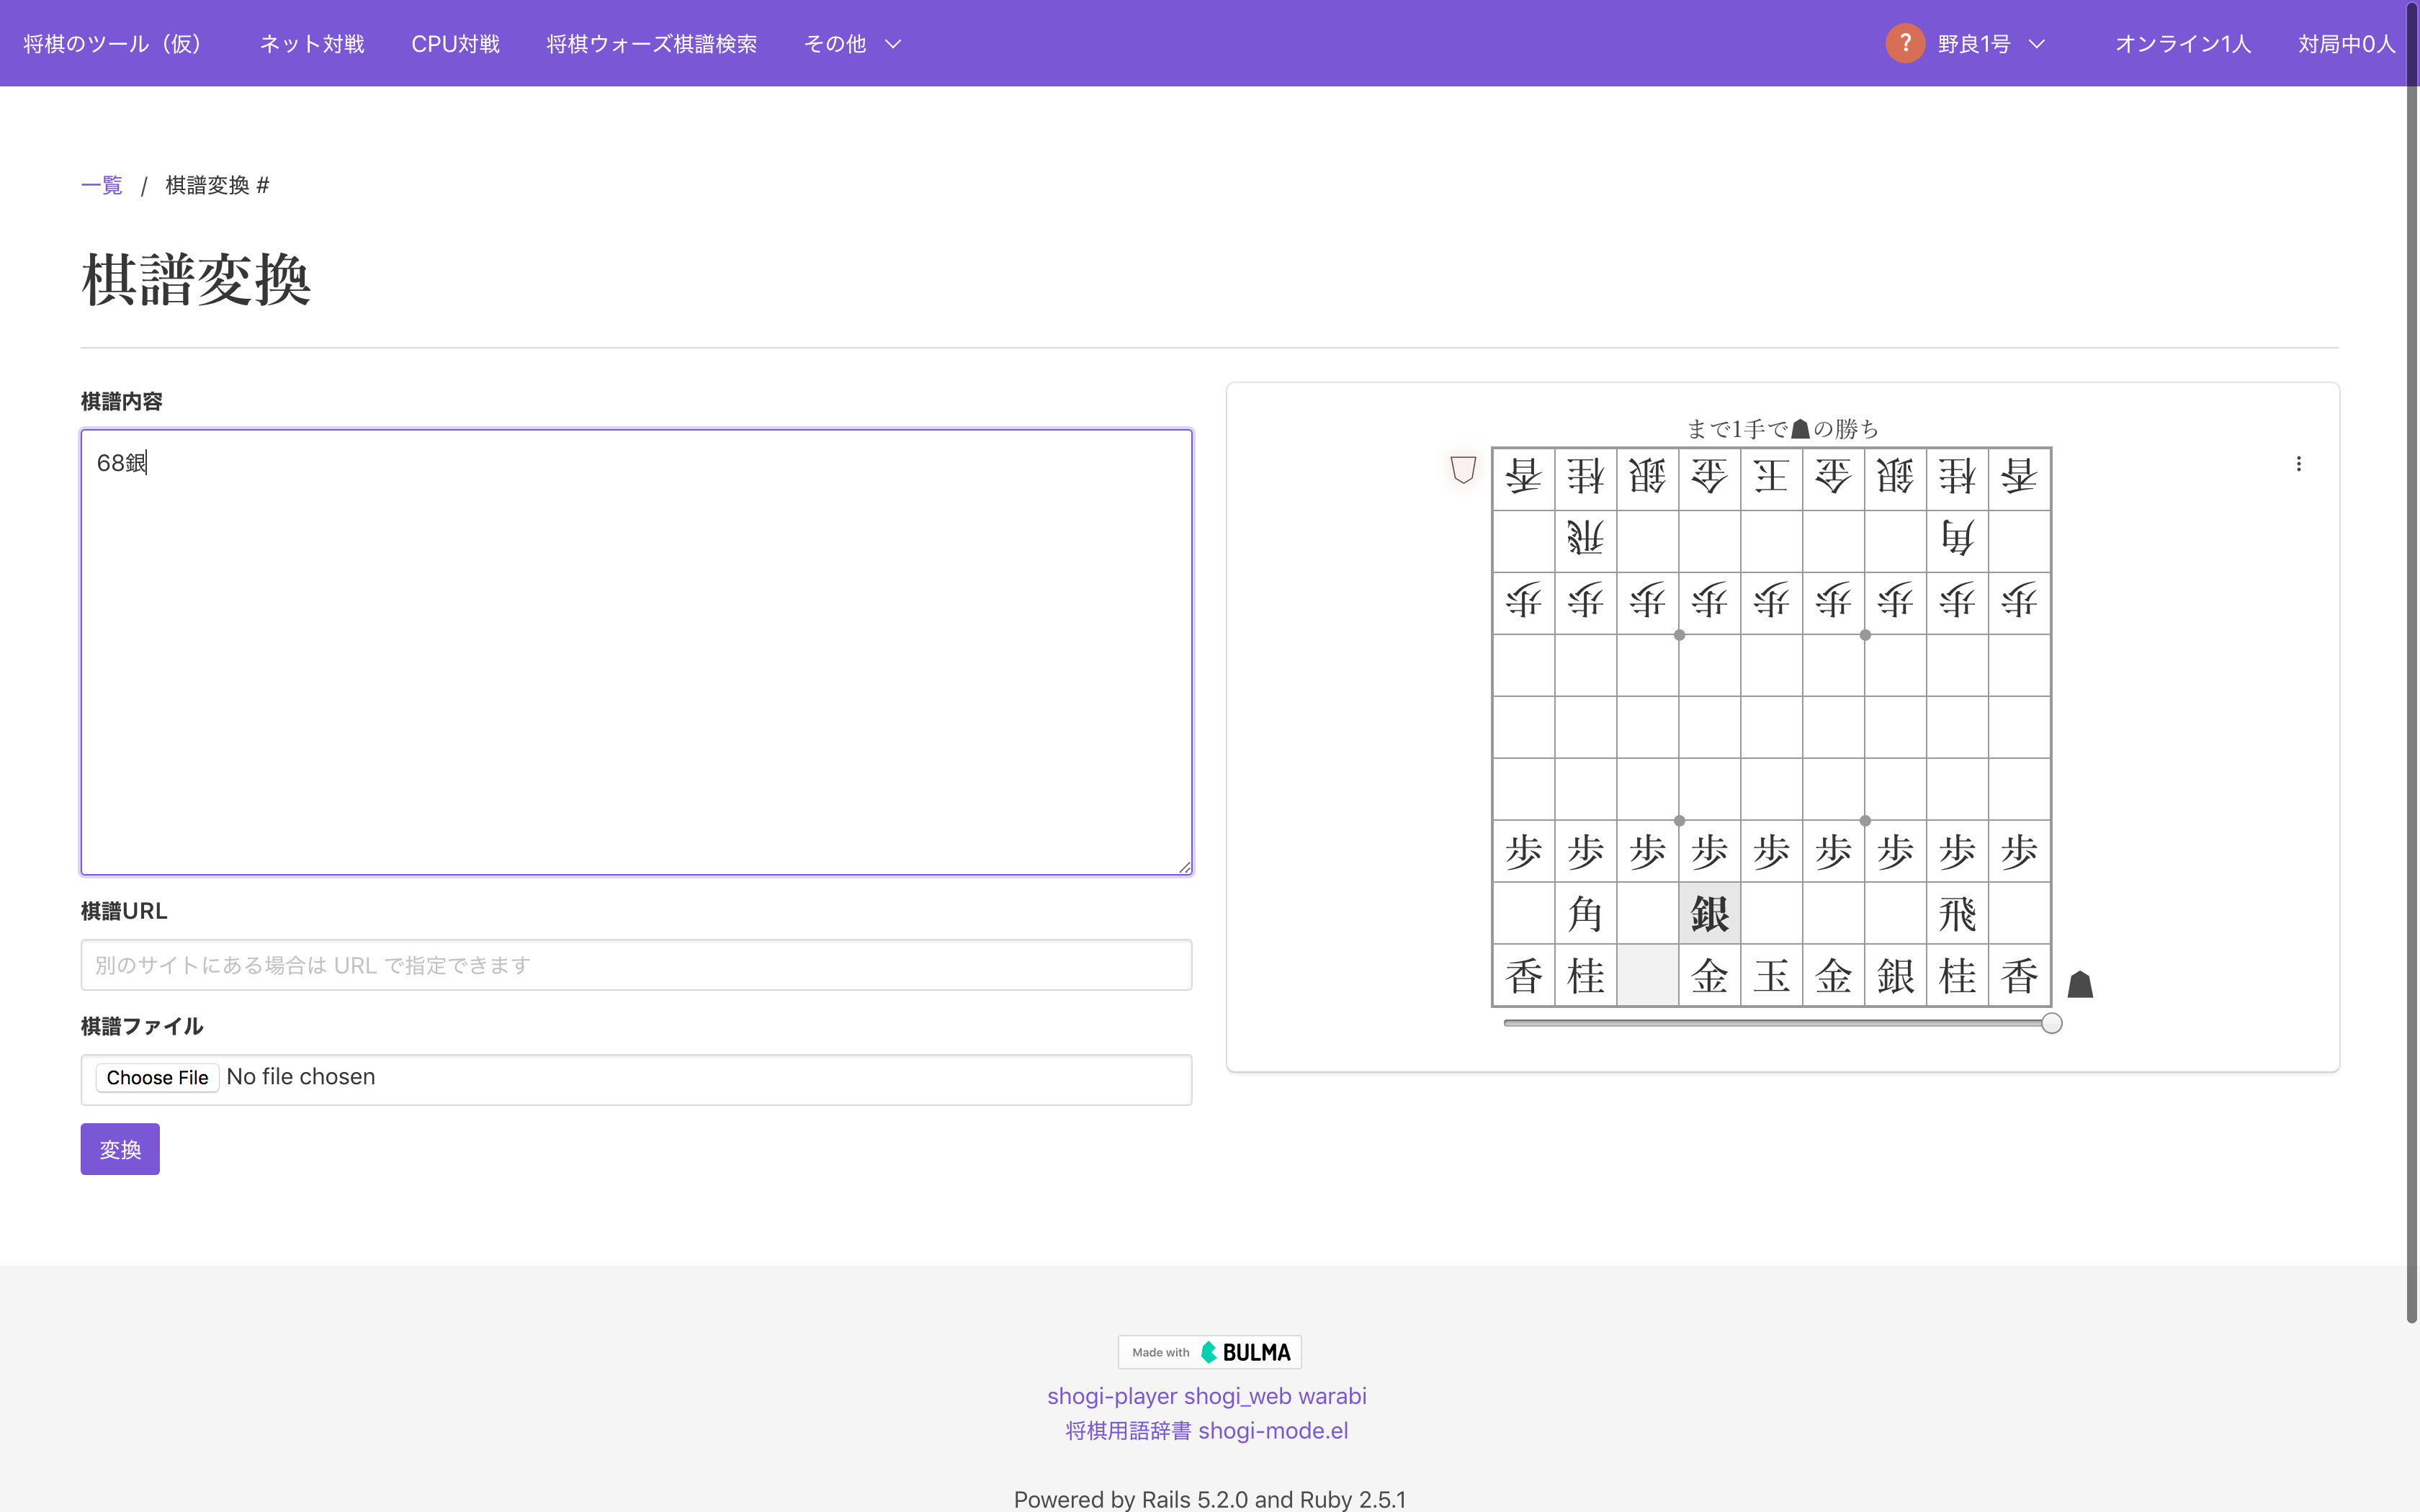 将棋のツール（仮） ネット対戦 CPU対戦 将棋ウォーズ棋譜検索 その他 ? 野良1号 オンライン1人 対局中0人
一覧 / 棋譜変換 #
棋譜変換
棋譜内容
68銀
棋譜URL
別のサイトにある場合は URL で指定できます
棋譜ファイル
Choose File No file chosen
変換
まで1手で☗の勝ち
香桂銀金王金銀桂香
飛角
歩歩歩歩歩歩歩歩歩
歩歩歩歩歩歩歩歩歩
角銀飛
香桂金玉金銀桂香
Made with BULMA
shogi-player shogi_web warabi
将棋用語辞書 shogi-mode.el
Powered by Rails 5.2.0 and Ruby 2.5.1